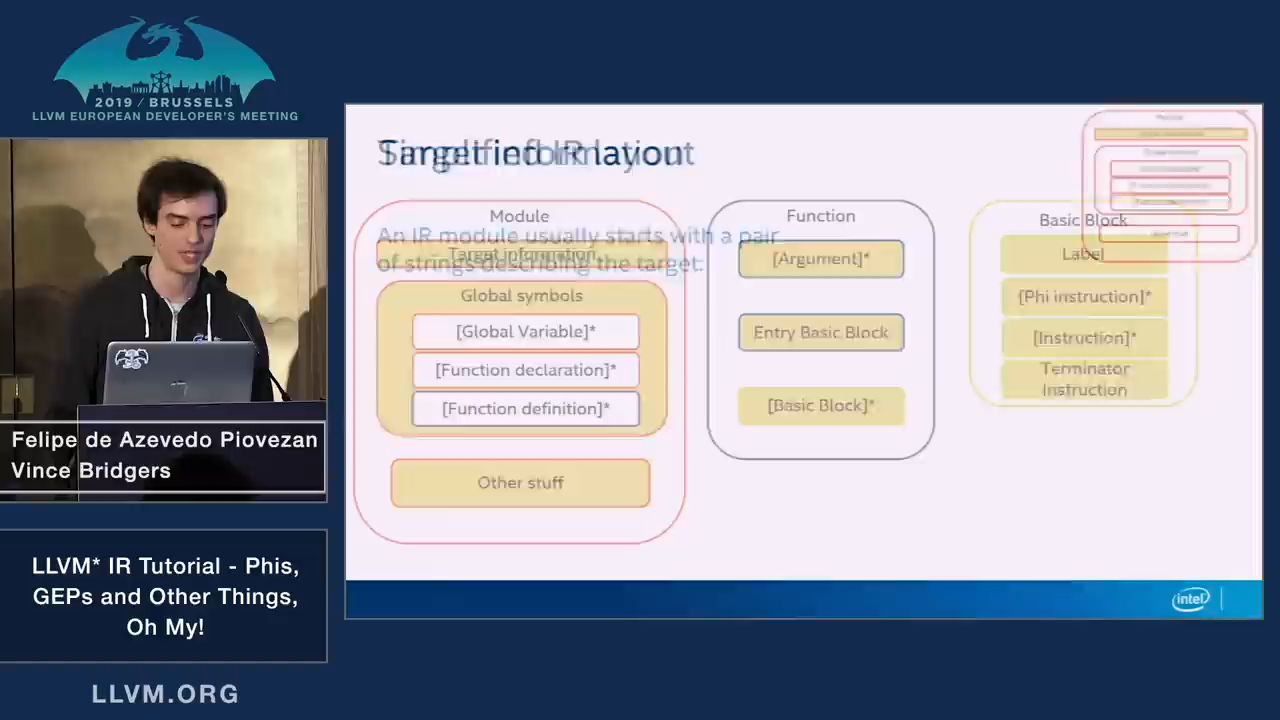 2019 / BRUSSELS
LLVM EUROPEAN DEVELOPER'S MEETING
Felipe de Azevedo Piovezan
Vince Bridgers
LLVM* IR Tutorial - Phis,
GEPs and Other Things,
Oh My!
LLVM.ORG
Target information
Simplified IR layout
An IR module usually starts with a pair
of strings describing the target:
Module
Target information
Global symbols
[Global Variable]*
[Function declaration]*
[Function definition]*
Other stuff
Function
[Argument]*
Entry Basic Block
[Basic Block]*
Basic Block
Label
[Phi instruction]*
[Instruction]*
Terminator
Instruction
intel